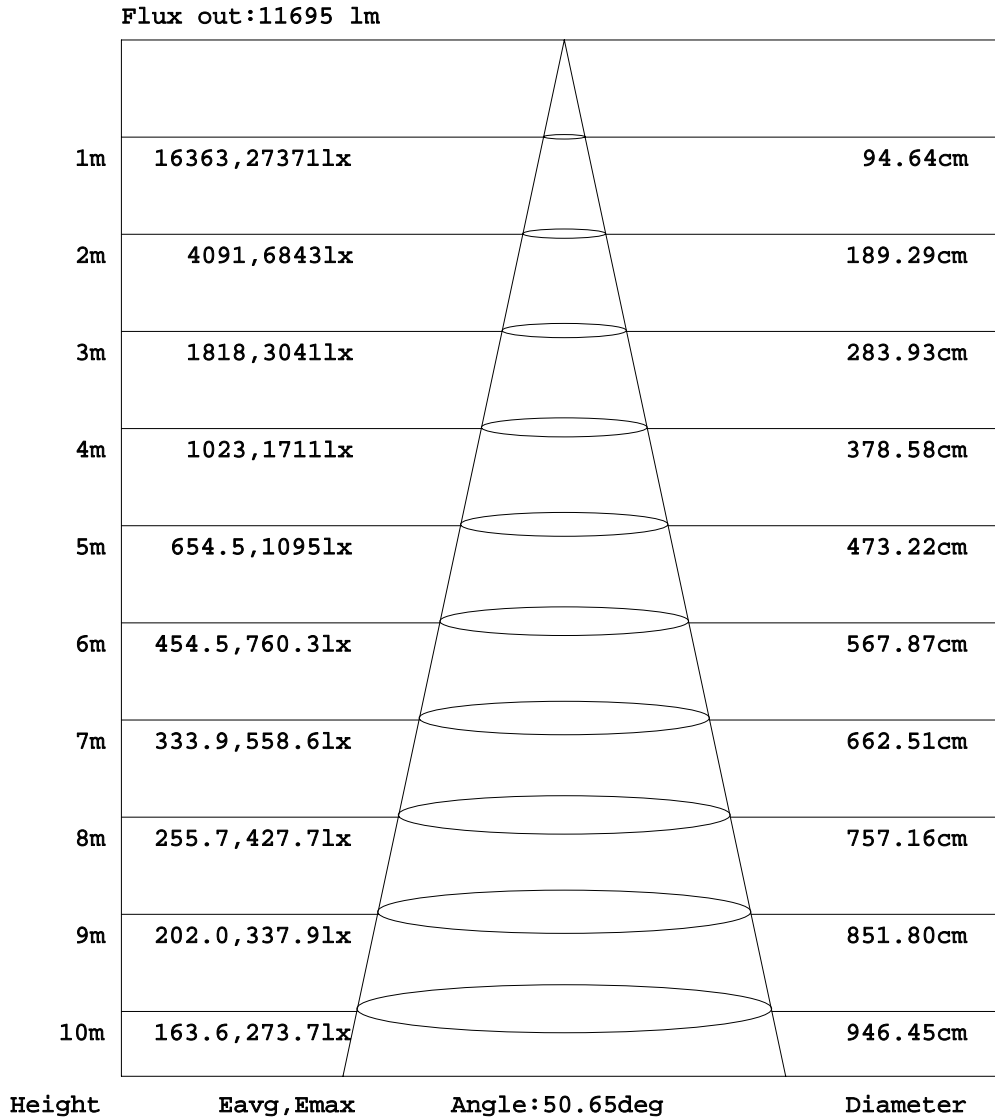 Flux out:11695 lm
1m 16363,27371lx 94.64cm
2m 4091,6843lx 189.29cm
3m 1818,3041lx 283.93cm
4m 1023,1711lx 378.58cm
5m 654.5,1095lx 473.22cm
6m 454.5,760.3lx 567.87cm
7m 333.9,558.6lx 662.51cm
8m 255.7,427.7lx 757.16cm
9m 202.0,337.9lx 851.80cm
10m 163.6,273.7lx 946.45cm
Height Eavg,Emax Angle:50.65deg Diameter